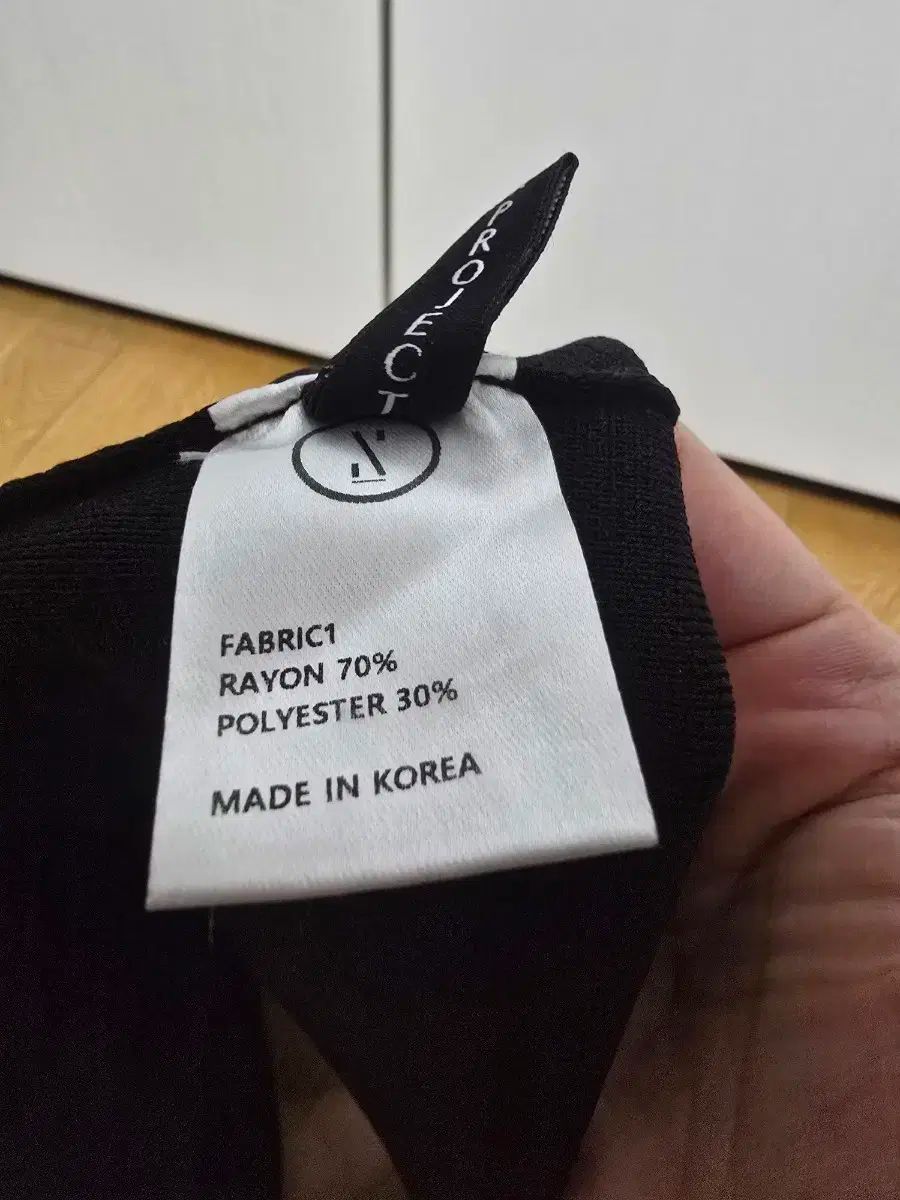 PROJECT
N
FABRIC1
RAYON 70%
POLYESTER 30%
MADE IN KOREA